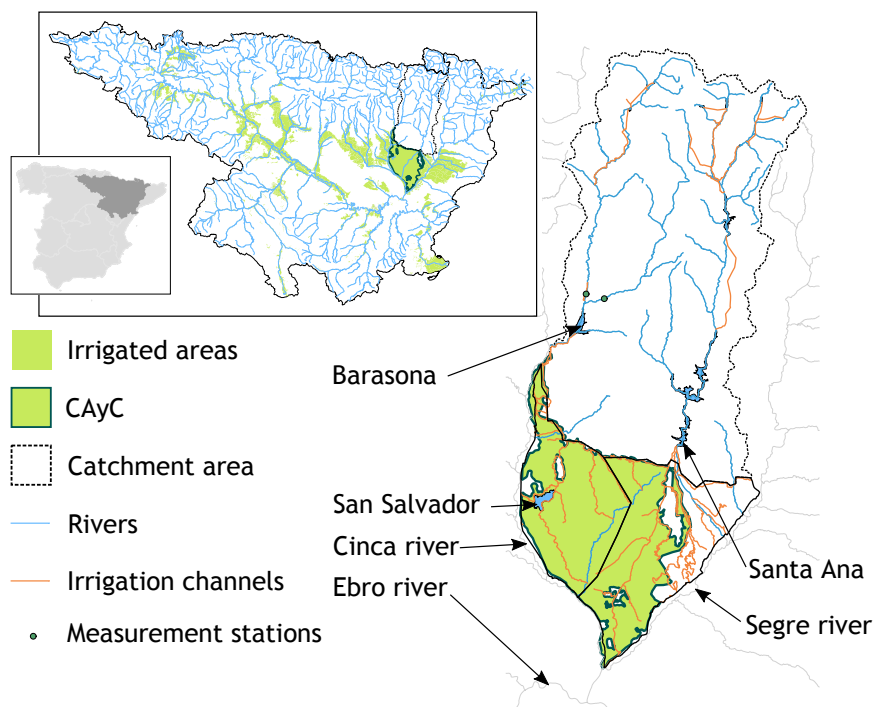 Irrigated areas
CAyC
Catchment area
Rivers
Irrigation channels
Measurement stations
Barasona
San Salvador
Cinca river
Ebro river
Santa Ana
Segre river